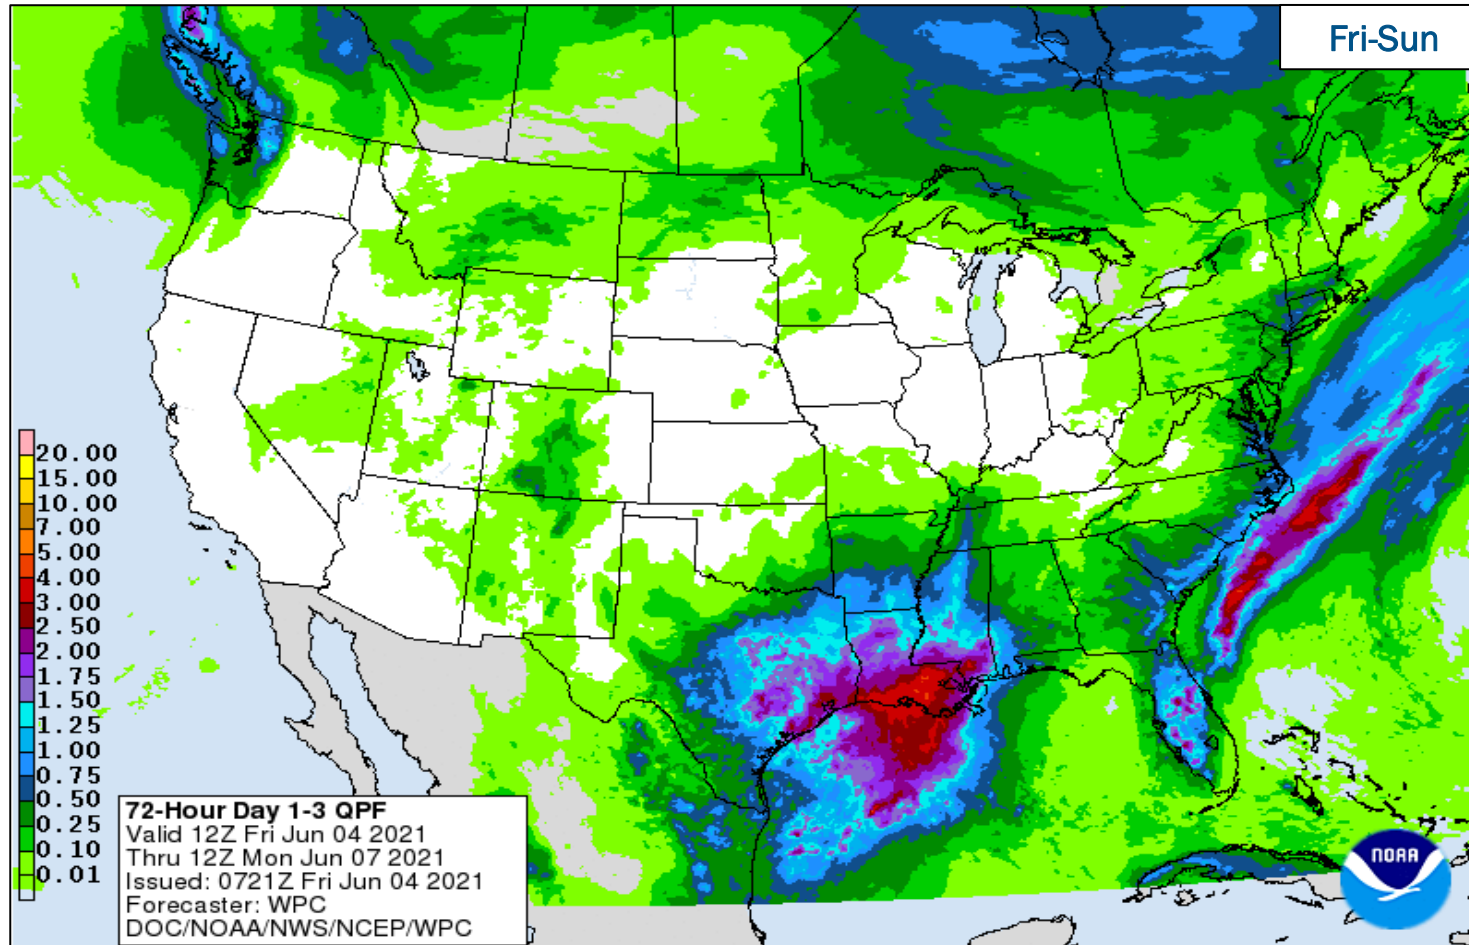 Fri-Sun
20.00
15.00
10.00
7.00
5.00
4.00
3.00
2.50
2.00
1.75
1.50
1.25
1.00
0.75
0.50
0.25
0.10
0.01
72-Hour Day 1-3 QPF
Valid 12Z Fri Jun 04 2021
Thru 12Z Mon Jun 07 2021
Issued: 0721Z Fri Jun 04 2021
Forecaster: WPC
DOC/NOAA/NWS/NCEP/WPC
NOAA